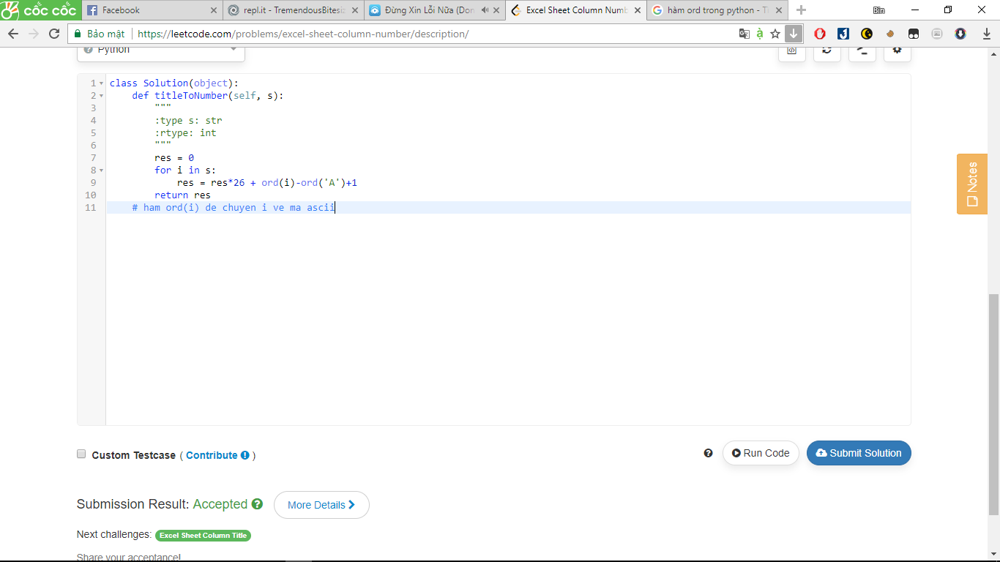 cốc cốc
Facebook
repl.it - TremendousBitesiz
Đừng Xin Lỗi Nữa (Don
Excel Sheet Column Numb
hàm ord trong python - T
Bin
Bảo mật
https://leetcode.com/problems/excel-sheet-column-number/description/
Python
1 class Solution(object):
2 def titleToNumber(self, s):
3 """
4 :type s: str
5 :rtype: int
6 """
7 res = 0
8 for i in s:
9 res = res*26 + ord(i)-ord('A')+1
10 return res
11 # ham ord(i) de chuyen i ve ma ascii
Notes
Custom Testcase ( Contribute )
Run Code
Submit Solution
Submission Result: Accepted
More Details
Next challenges: Excel Sheet Column Title
Share your acceptance!